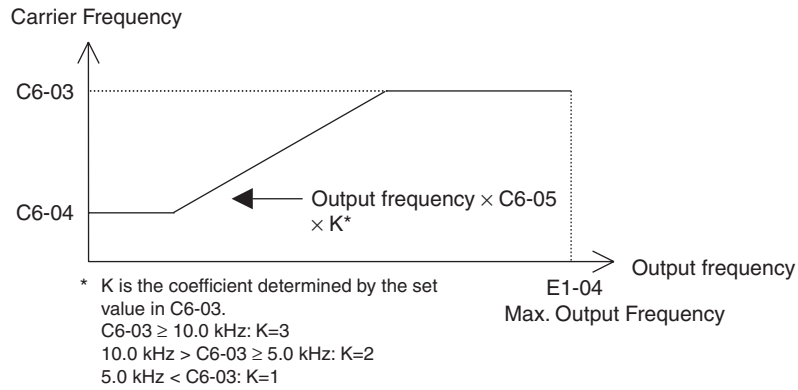 Carrier Frequency
C6-03
C6-04
Output frequency × C6-05
× K*
Output frequency
E1-04
Max. Output Frequency
* K is the coefficient determined by the set
value in C6-03.
C6-03 ≥ 10.0 kHz: K=3
10.0 kHz > C6-03 ≥ 5.0 kHz: K=2
5.0 kHz < C6-03: K=1